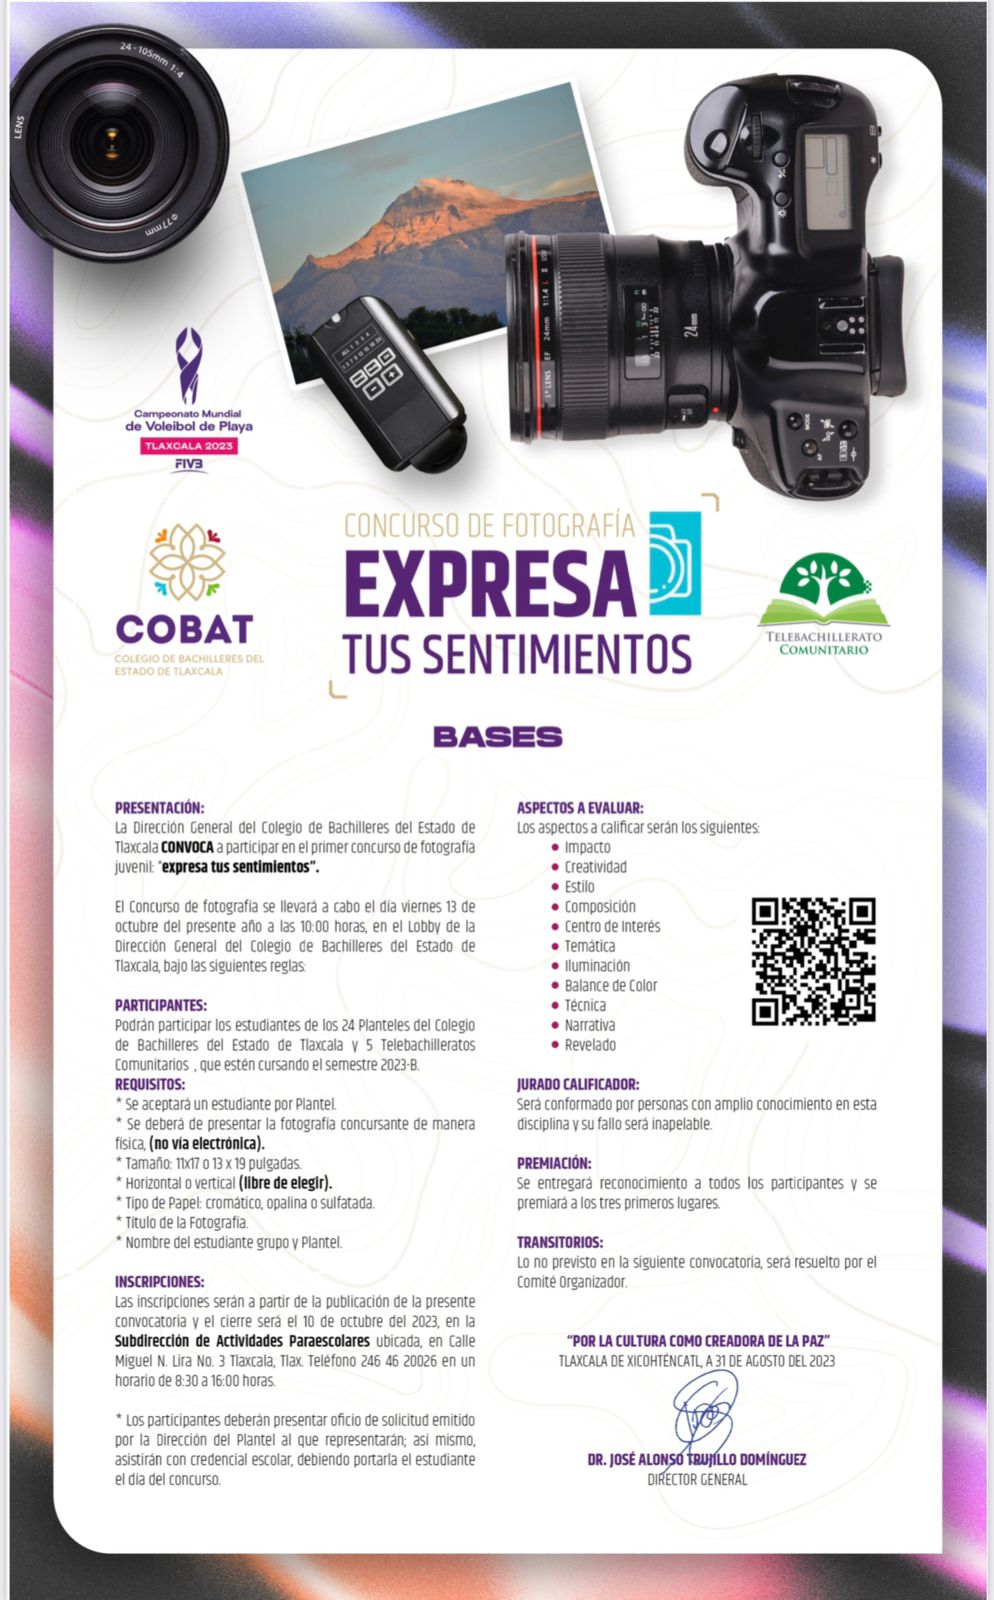 24-105mm 1:4
LENS
ø77mm
Campeonato Mundial
de Voleibol de Playa
TLAXCALA 2023
FIVB
24mm
MODE
AF
CONCURSO DE FOTOGRAFÍA
EXPRESA
TUS SENTIMIENTOS
COBAT
COLEGIO DE BACHILLERES DEL
ESTADO DE TLAXCALA
TELEBACHILLERATO
COMUNITARIO
BASES
PRESENTACIÓN:
La Dirección General del Colegio de Bachilleres del Estado de
Tlaxcala CONVOCA a participar en el primer concurso de fotografía
juvenil: "expresa tus sentimientos".
El Concurso de fotografía se llevará a cabo el día viernes 13 de
octubre del presente año a las 10:00 horas, en el Lobby de la
Dirección General del Colegio de Bachilleres del Estado de
Tlaxcala, bajo las siguientes reglas:
PARTICIPANTES:
Podrán participar los estudiantes de los 24 Planteles del Colegio
de Bachilleres del Estado de Tlaxcala y 5 Telebachilleratos
Comunitarios , que estén cursando el semestre 2023-B.
REQUISITOS:
* Se aceptará un estudiante por Plantel.
* Se deberá de presentar la fotografía concursante de manera
física, (no vía electrónica).
* Tamaño: 11x17 o 13 x 19 pulgadas.
* Horizontal o vertical (libre de elegir).
* Tipo de Papel: cromático, opalina o sulfatada.
* Título de la Fotografía.
* Nombre del estudiante grupo y Plantel.
INSCRIPCIONES:
Las inscripciones serán a partir de la publicación de la presente
convocatoria y el cierre será el 10 de octubre del 2023, en la
Subdirección de Actividades Paraescolares ubicada, en Calle
Miguel N. Lira No. 3 Tlaxcala, Tlax. Teléfono 246 46 20026 en un
horario de 8:30 a 16:00 horas.
* Los participantes deberán presentar oficio de solicitud emitido
por la Dirección del Plantel al que representarán; así mismo,
asistirán con credencial escolar, debiendo portarla el estudiante
el día del concurso.
ASPECTOS A EVALUAR:
Los aspectos a calificar serán los siguientes:
• Impacto
• Creatividad
• Estilo
• Composición
• Centro de Interés
• Temática
• Iluminación
• Balance de Color
• Técnica
• Narrativa
• Revelado
JURADO CALIFICADOR:
Será conformado por personas con amplio conocimiento en esta
disciplina y su fallo será inapelable.
PREMIACIÓN:
Se entregará reconocimiento a todos los participantes y se
premiará a los tres primeros lugares.
TRANSITORIOS:
Lo no previsto en la siguiente convocatoria, será resuelto por el
Comité Organizador.
"POR LA CULTURA COMO CREADORA DE LA PAZ"
TLAXCALA DE XICOHTÉNCATL, A 31 DE AGOSTO DEL 2023
DR. JOSÉ ALONSO TRUJILLO DOMÍNGUEZ
DIRECTOR GENERAL